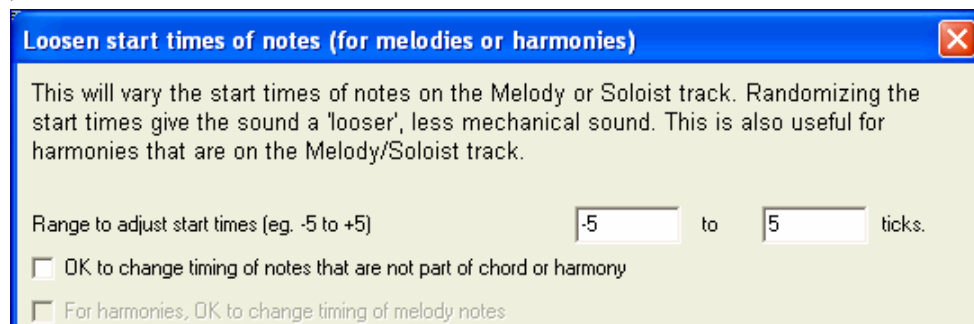 Loosen start times of notes (for melodies or harmonies)
This will vary the start times of notes on the Melody or Soloist track. Randomizing the
start times give the sound a 'looser', less mechanical sound. This is also useful for
harmonies that are on the Melody/Soloist track.
Range to adjust start times (eg. -5 to +5) -5 to 5 ticks.
OK to change timing of notes that are not part of chord or harmony
For harmonies, OK to change timing of melody notes